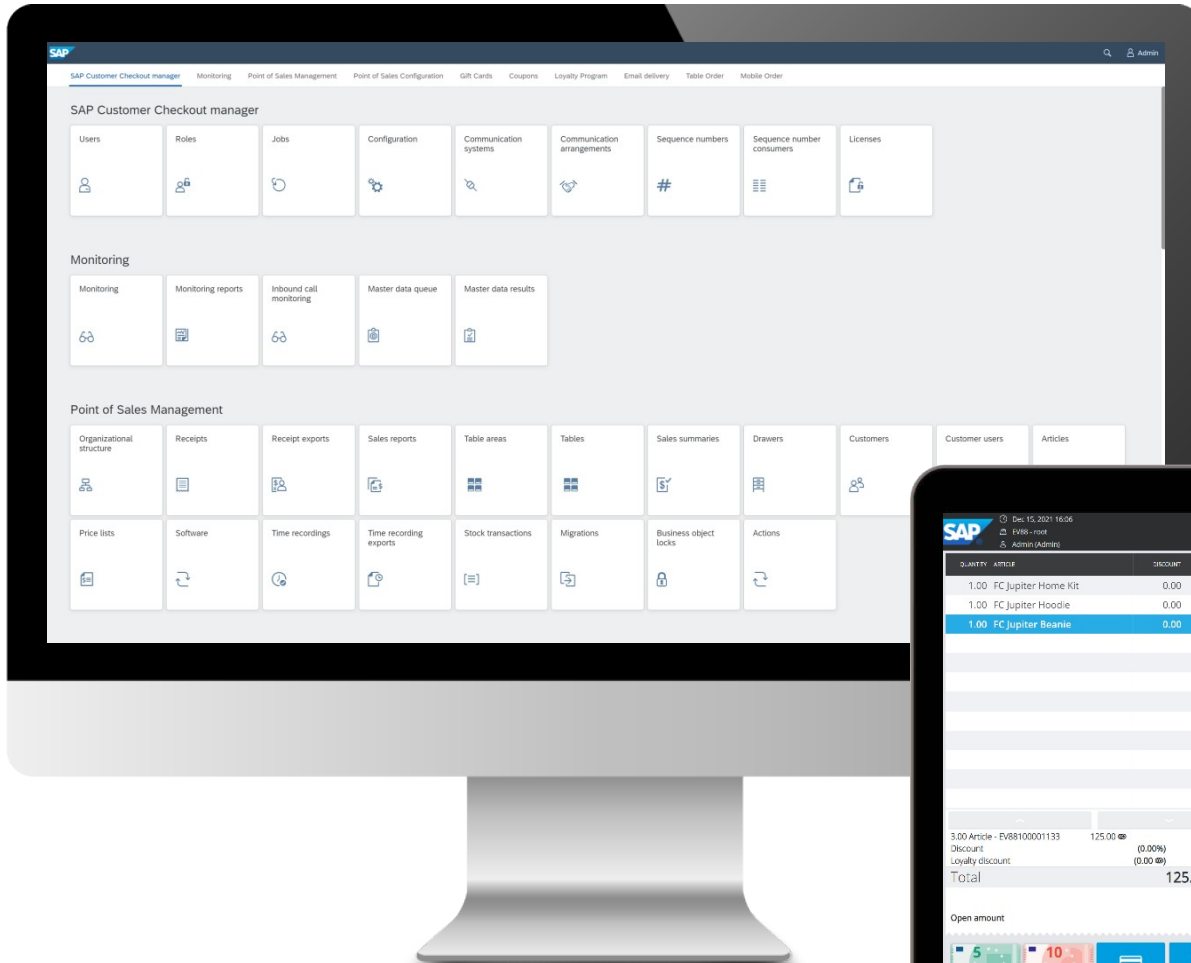 SAP
Admin
SAP Customer Checkout manager Monitoring Point of Sales Management Point of Sales Configuration Gift Cards Coupons Loyalty Program Email delivery Table Order Mobile Order
SAP Customer Checkout manager
Users Roles Jobs Configuration Communication systems Communication arrangements Sequence numbers Sequence number consumers Licenses
Monitoring
Monitoring Monitoring reports Inbound call monitoring Master data queue Master data results
Point of Sales Management
Organizational structure Receipts Receipt exports Sales reports Table areas Tables Sales summaries Drawers Customers Customer users Articles
Price lists Software Time recordings Time recording exports Stock transactions Migrations Business object locks Actions
SAP
Dec 15, 2021 16:06
EV88 - root
Admin (Admin)
QUANTITY ARTICLE DISCOUNT
1.00 FC Jupiter Home Kit 0.00
1.00 FC Jupiter Hoodie 0.00
1.00 FC Jupiter Beanie 0.00
3.00 Article - EV88100001133 125.00
Discount (0.00%)
Loyalty discount (0.00
Total 125.
Open amount
5 10